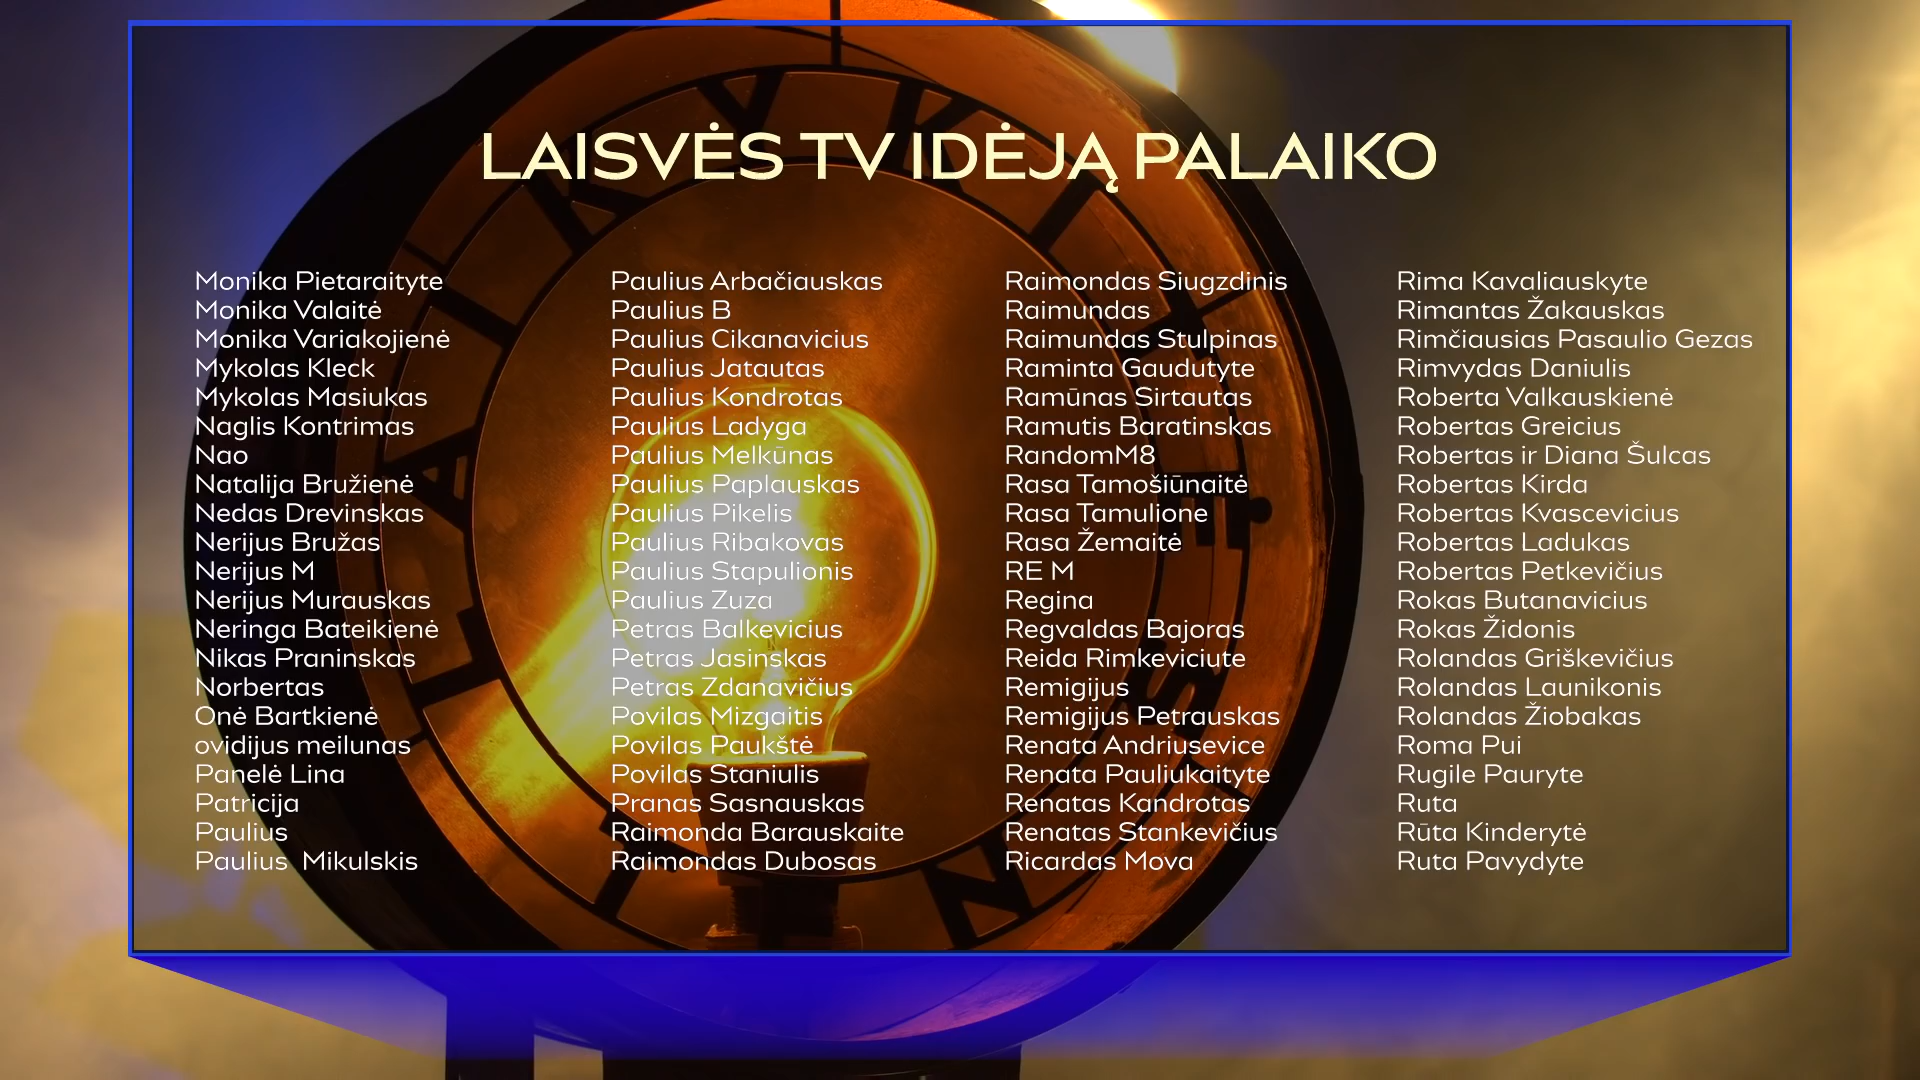 LAISVĖS TV IDĖJĄ PALAIKO
Monika Pietaraityte
Monika Valaitė
Monika Variakojienė
Mykolas Kleck
Mykolas Masiukas
Naglis Kontrimas
Nao
Natalija Bružienė
Nedas Drevinskas
Nerijus Bružas
Nerijus M
Nerijus Murauskas
Neringa Bateikienė
Nikas Praninskas
Norbertas
Onė Bartkienė
ovidijus meilunas
Panelė Lina
Patricija
Paulius
Paulius  Mikulskis
Paulius Arbačiauskas
Paulius B
Paulius Cikanavicius
Paulius Jatautas
Paulius Kondrotas
Paulius Ladyga
Paulius Melkūnas
Paulius Paplauskas
Paulius Pikelis
Paulius Ribakovas
Paulius Stapulionis
Paulius Zuza
Petras Balkevicius
Petras Jasinskas
Petras Zdanavičius
Povilas Mizgaitis
Povilas Paukštė
Povilas Staniulis
Pranas Sasnauskas
Raimonda Barauskaite
Raimondas Dubosas
Raimondas Siugzdinis
Raimundas
Raimundas Stulpinas
Raminta Gaudutyte
Ramūnas Sirtautas
Ramutis Baratinskas
RandomM8
Rasa Tamošiūnaitė
Rasa Tamulione
Rasa Žemaitė
RE M
Regina
Regvaldas Bajoras
Reida Rimkeviciute
Remigijus
Remigijus Petrauskas
Renata Andriusevice
Renata Pauliukaityte
Renatas Kandrotas
Renatas Stankevičius
Ricardas Mova
Rima Kavaliauskyte
Rimantas Žakauskas
Rimčiausias Pasaulio Gezas
Rimvydas Daniulis
Roberta Valkauskienė
Robertas Greicius
Robertas ir Diana Šulcas
Robertas Kirda
Robertas Kvascevicius
Robertas Ladukas
Robertas Petkevičius
Rokas Butanavicius
Rokas Židonis
Rolandas Griškevičius
Rolandas Launikonis
Rolandas Žiobakas
Roma Pui
Rugile Pauryte
Ruta
Rūta Kinderytė
Ruta Pavydyte